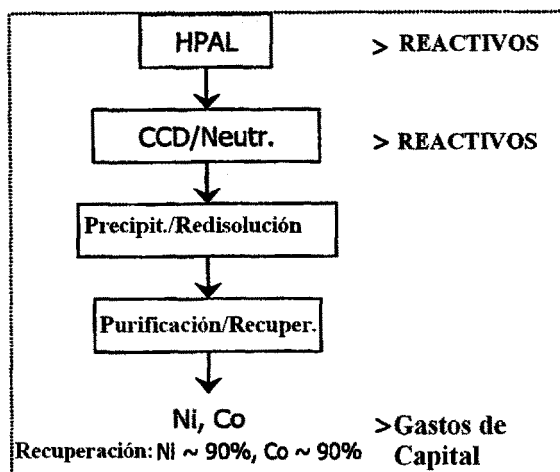 HPAL > REACTIVOS
CCD/Neutr. > REACTIVOS
Precipit./Redisolución
Purificación/Recuper.
Ni, Co >Gastos de
Recuperación: Ni ~ 90%, Co ~ 90% Capital